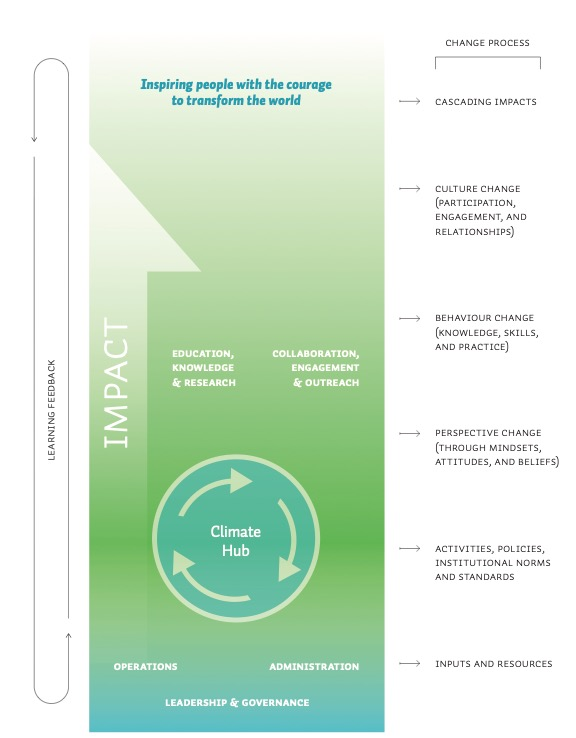 CHANGE PROCESS
Inspiring people with the courage
to transform the world
CASCADING IMPACTS
CULTURE CHANGE
(PARTICIPATION,
ENGAGEMENT, AND
RELATIONSHIPS)
IMPACT
BEHAVIOUR CHANGE
(KNOWLEDGE, SKILLS,
AND PRACTICE)
LEARNING FEEDBACK
EDUCATION,
KNOWLEDGE
& RESEARCH
COLLABORATION,
ENGAGEMENT
& OUTREACH
PERSPECTIVE CHANGE
(THROUGH MINDSETS,
ATTITUDES, AND BELIEFS)
Climate
Hub
ACTIVITIES, POLICIES,
INSTITUTIONAL NORMS
AND STANDARDS
OPERATIONS
ADMINISTRATION
INPUTS AND RESOURCES
LEADERSHIP & GOVERNANCE